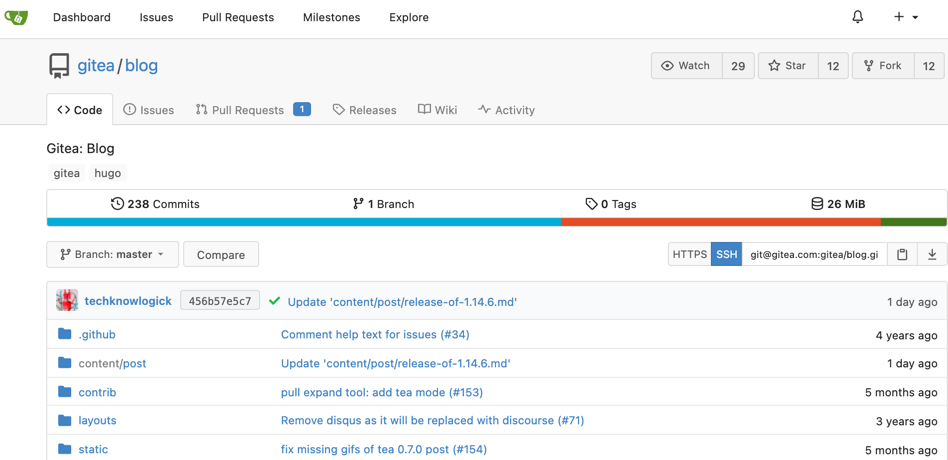 Dashboard Issues Pull Requests Milestones Explore
gitea/blog Watch 29 Star 12 Fork 12
Code Issues Pull Requests 1 Releases Wiki Activity
Gitea: Blog
gitea hugo
238 Commits 1 Branch 0 Tags 26 MiB
Branch: master Compare HTTPS SSH git@gitea.com:gitea/blog.gi
techknowlogick 456b57e5c7 Update 'content/post/release-of-1.14.6.md' 1 day ago
.github Comment help text for issues (#34) 4 years ago
content/post Update 'content/post/release-of-1.14.6.md' 1 day ago
contrib pull expand tool: add tea mode (#153) 5 months ago
layouts Remove disqus as it will be replaced with discourse (#71) 3 years ago
static fix missing gifs of tea 0.7.0 post (#154) 5 months ago